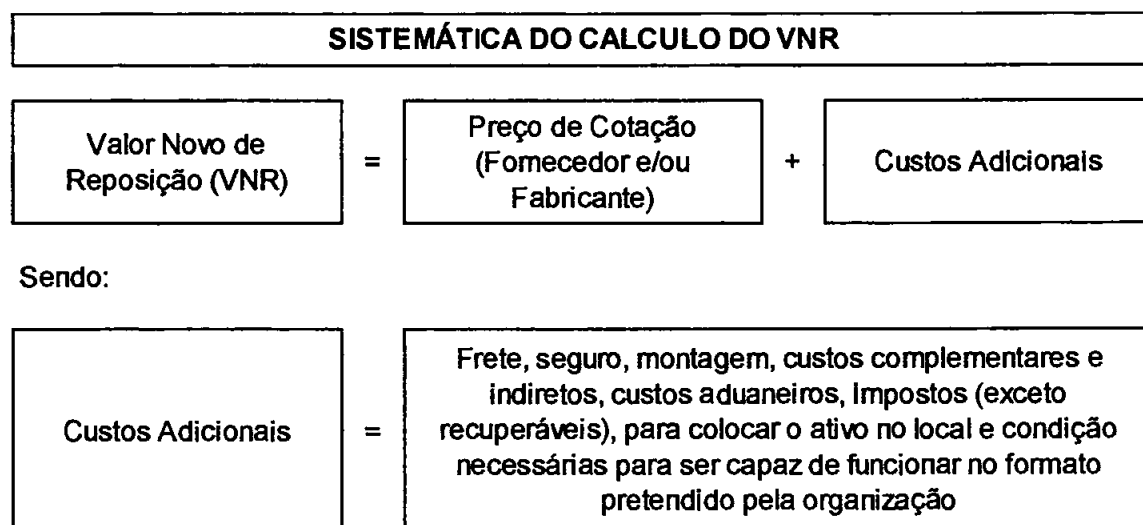 SISTEMÁTICA DO CALCULO DO VNR
Valor Novo de
Reposição (VNR)
=
Preço de Cotação
(Fornecedor e/ou
Fabricante)
+
Custos Adicionais
Sendo:
Custos Adicionais
=
Frete, seguro, montagem, custos complementares e
indiretos, custos aduaneiros, Impostos (exceto
recuperáveis), para colocar o ativo no local e condição
necessárias para ser capaz de funcionar no formato
pretendido pela organização